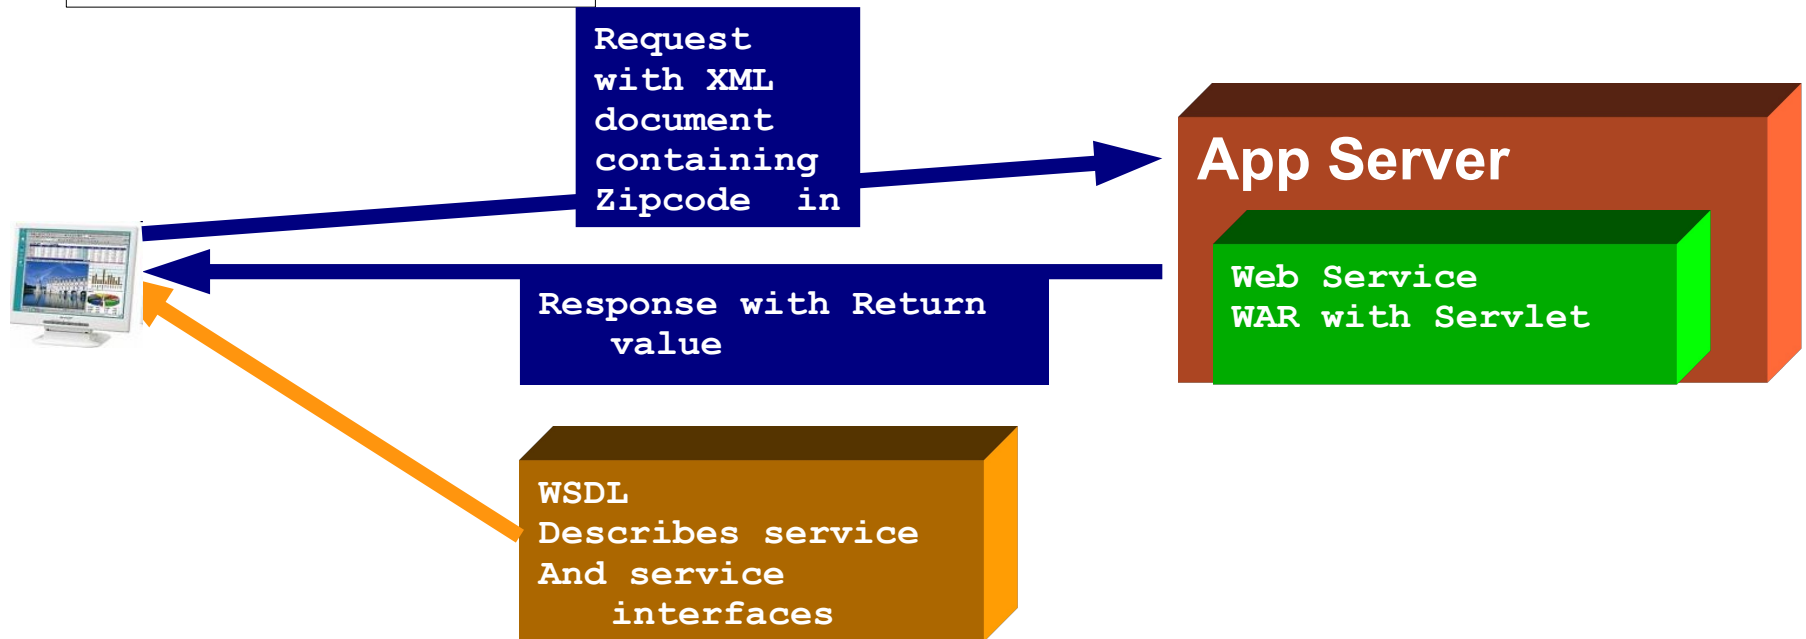 Request
with XML
document
containing
Zipcode in
App Server
Web Service
WAR with Servlet
Response with Return
value
WSDL
Describes service
And service
interfaces